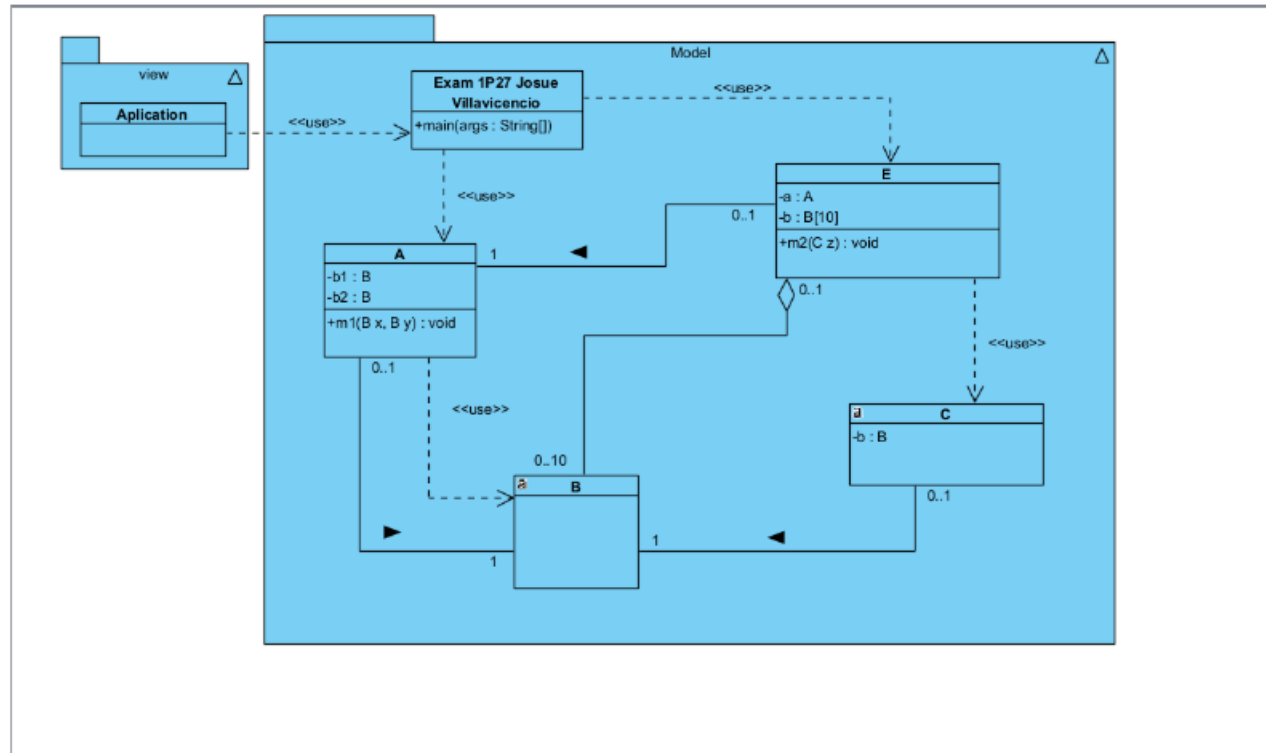 Model
view
Aplication
<<use>>
Exam 1P27 Josue
Villavicencio
+main(args : String[])
<<use>>
<<use>>
E
-a : A
-b : B[10]
+m2(C z) : void
0..1
1
A
-b1 : B
-b2 : B
+m1(B x, B y) : void
0..1
0..1
<<use>>
<<use>>
C
-b : B
0..1
0..10
B
1
1